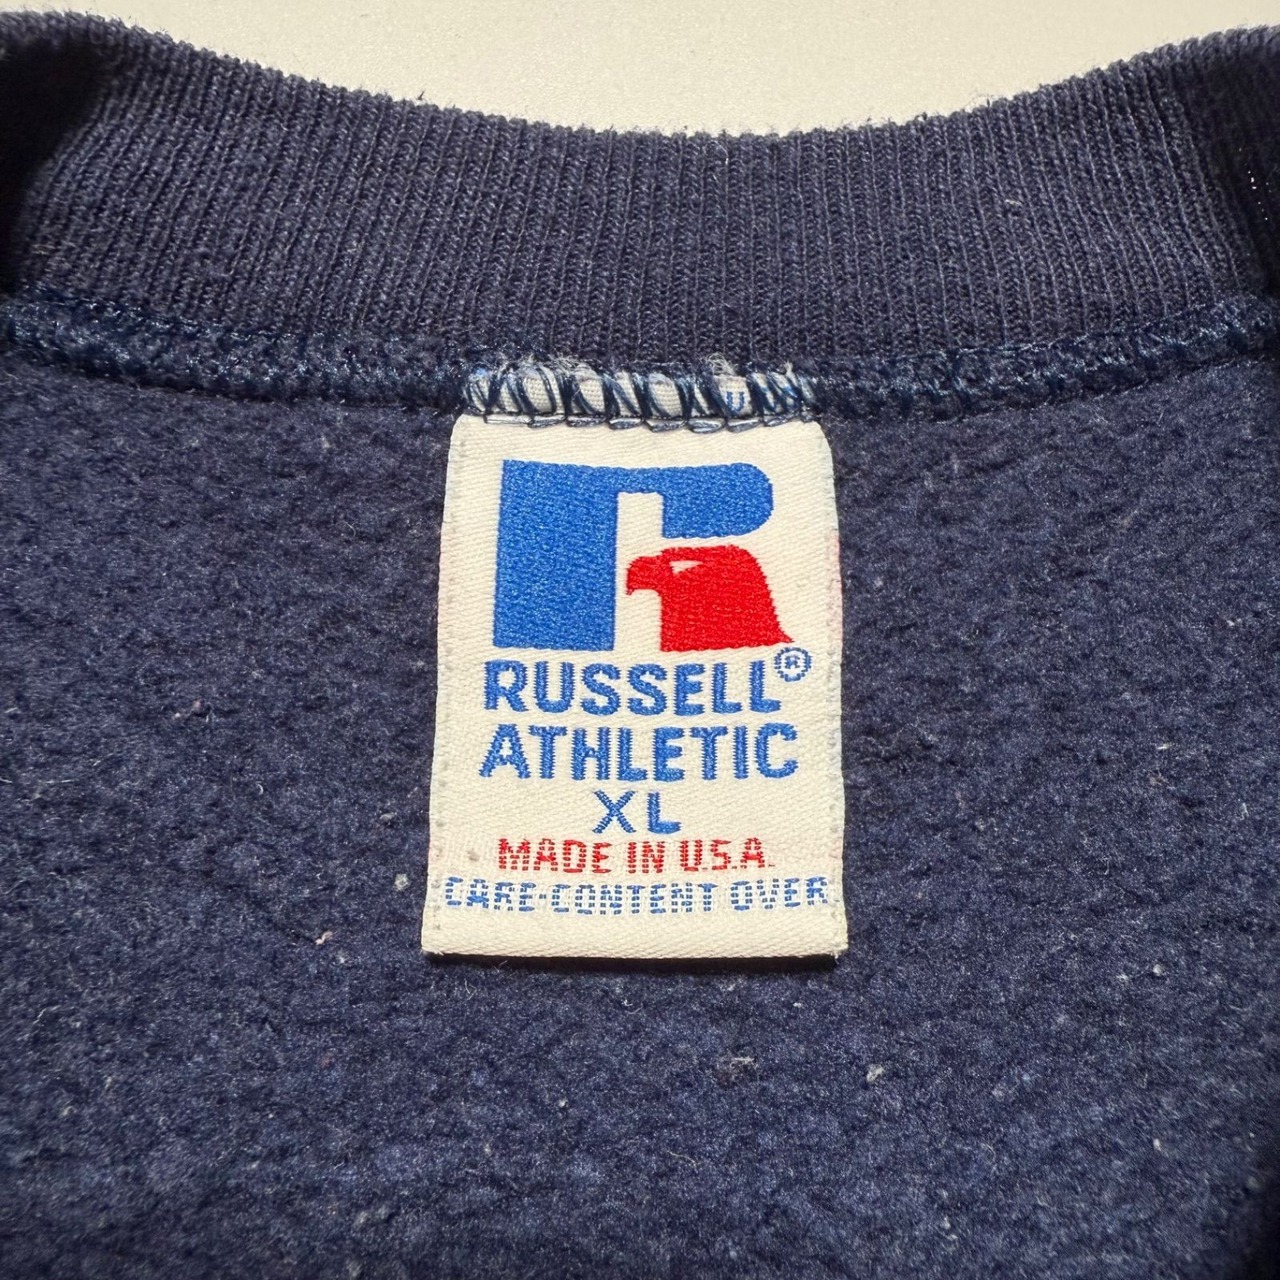 RUSSELL®
ATHLETIC
XL
MADE IN U.S.A.
CARE-CONTENT OVER